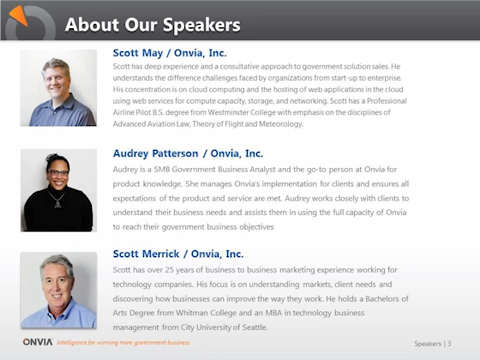 About Our Speakers
Scott May / Onvia, Inc.
Scott has deep experience and a consultative approach to government solution sales. He
understands the difference challenges faced by organizations from start-up to enterprise.
His concentration is on cloud computing and the hosting of web applications in the cloud
using web services for compute capacity, storage, and networking. Scott has a Professional
Airline Pilot B.S. degree from Westminster College with emphasis on the disciplines of
Advanced Aviation Law, Theory of Flight and Meteorology.
Audrey Patterson / Onvia, Inc.
Audrey is a SMB Government Business Analyst and the go-to person at Onvia for
product knowledge. She manages Onvia's implementation for clients and ensures all
expectations of the product and service are met. Audrey works closely with clients to
understand their business needs and assists them in using the full capacity of Onvia
to reach their government business objectives
Scott Merrick / Onvia, Inc.
Scott has over 25 years of business to business marketing experience working for
technology companies. His focus is on understanding markets, client needs and
discovering how businesses can improve the way they work. He holds a Bachelors of
Arts Degree from Whitman College and an MBA in technology business
management from City University of Seattle.
ONVIA Intelligence for winning more government business
Speakers | 3